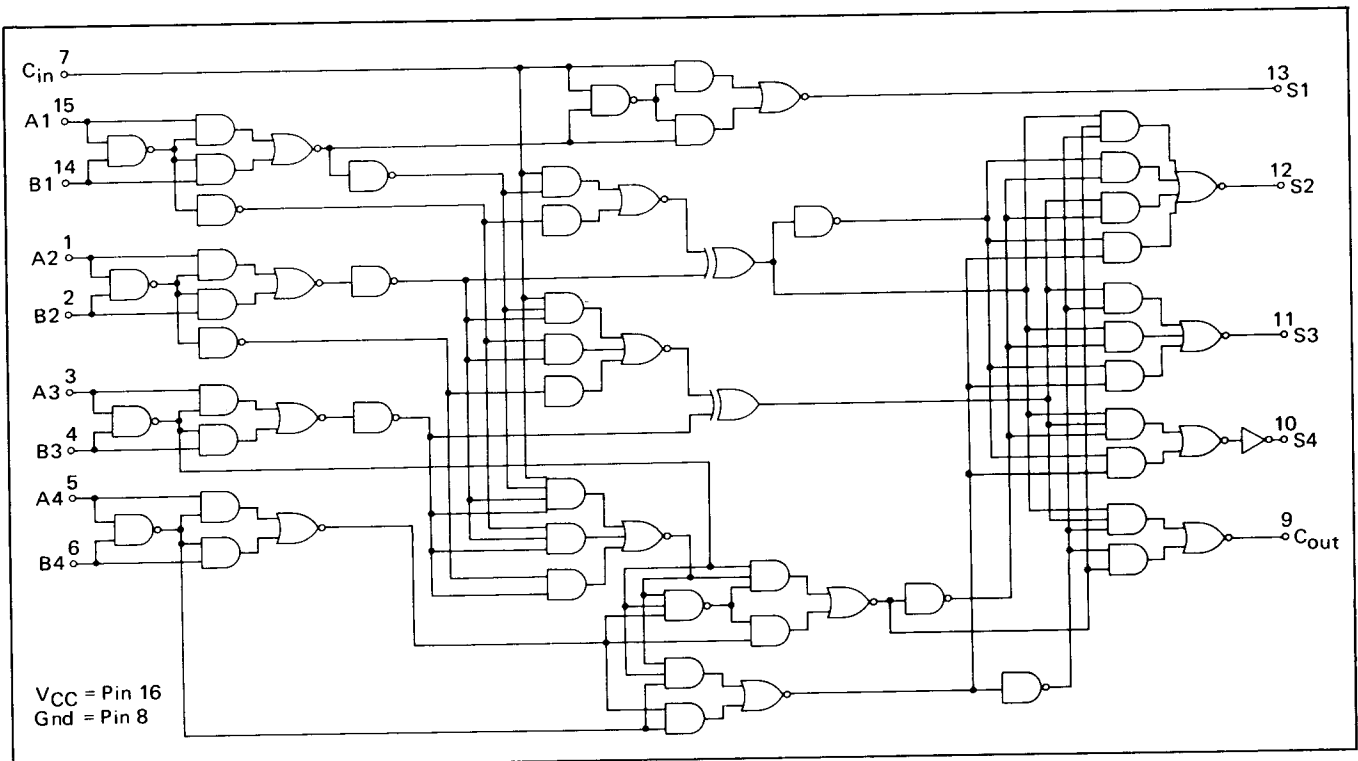 7
Cin
15
A1
14
B1
1
A2
2
B2
3
A3
4
B3
5
A4
6
B4
13
S1
12
S2
11
S3
10
S4
9
Cout
VCC = Pin 16
Gnd = Pin 8